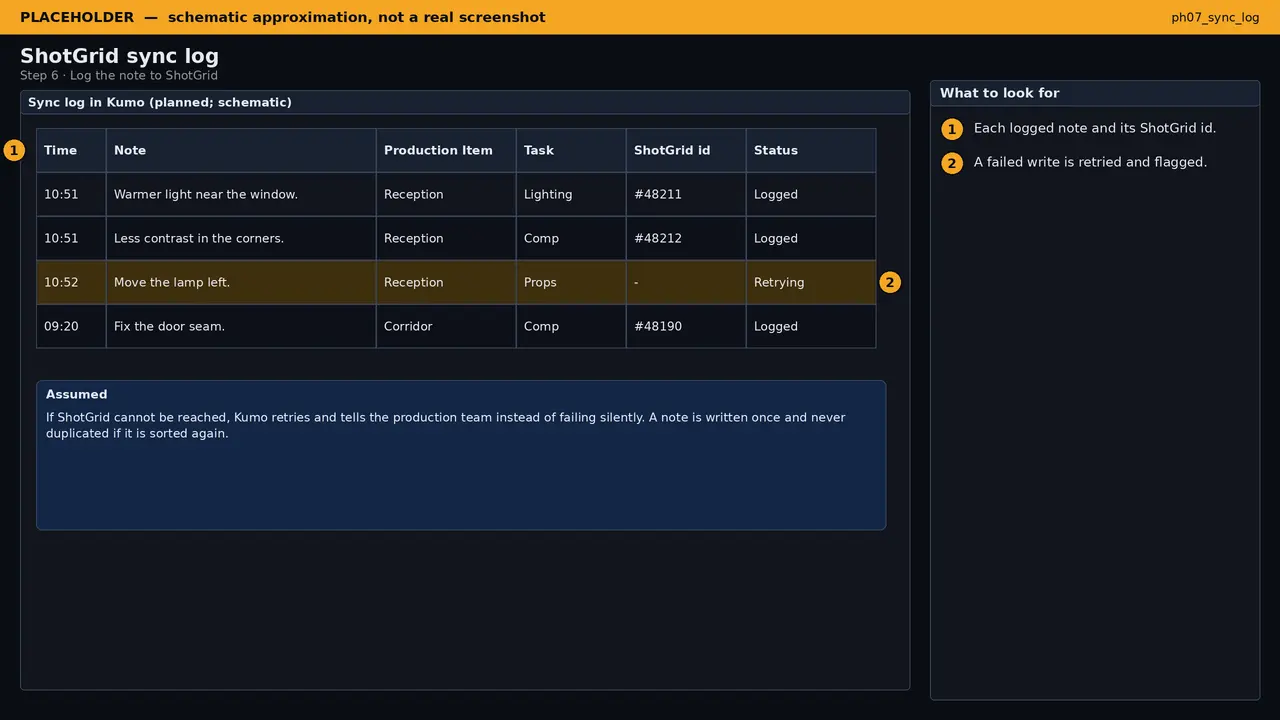 PLACEHOLDER — schematic approximation, not a real screenshot
ph07_sync_log
ShotGrid sync log
Step 6 · Log the note to ShotGrid
Sync log in Kumo (planned; schematic)
1
Time Note Production Item Task ShotGrid id Status
10:51 Warmer light near the window. Reception Lighting #48211 Logged
10:51 Less contrast in the corners. Reception Comp #48212 Logged
10:52 Move the lamp left. Reception Props - Retrying
2
09:20 Fix the door seam. Corridor Comp #48190 Logged
Assumed
If ShotGrid cannot be reached, Kumo retries and tells the production team instead of failing silently. A note is written once and never
duplicated if it is sorted again.
What to look for
1 Each logged note and its ShotGrid id.
2 A failed write is retried and flagged.